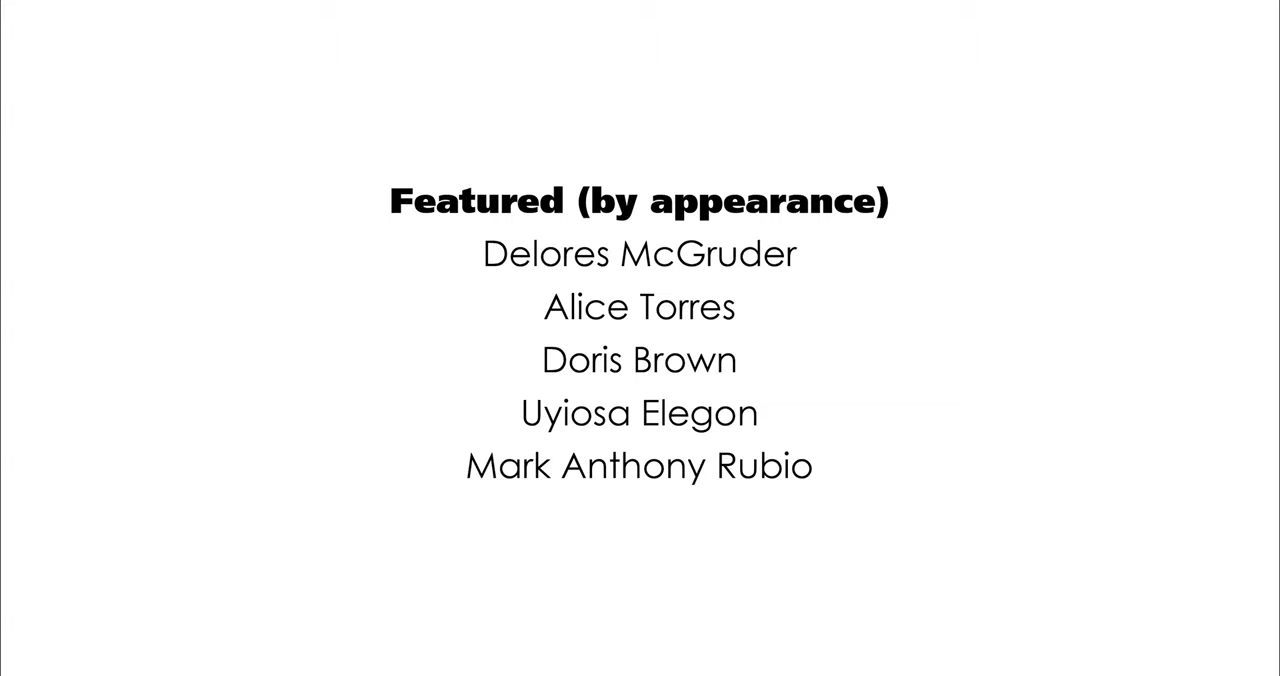 Featured (by appearance)
Delores McGruder
Alice Torres
Doris Brown
Uyiosa Elegon
Mark Anthony Rubio